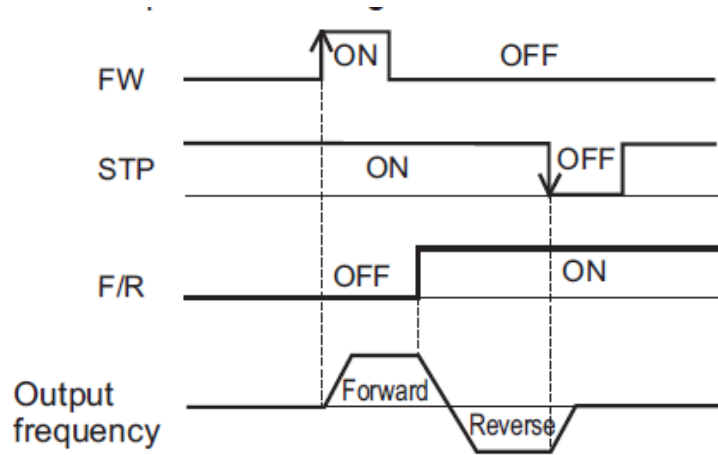 FW ON OFF
STP ON OFF
F/R OFF ON
Output
frequency
Forward
Reverse